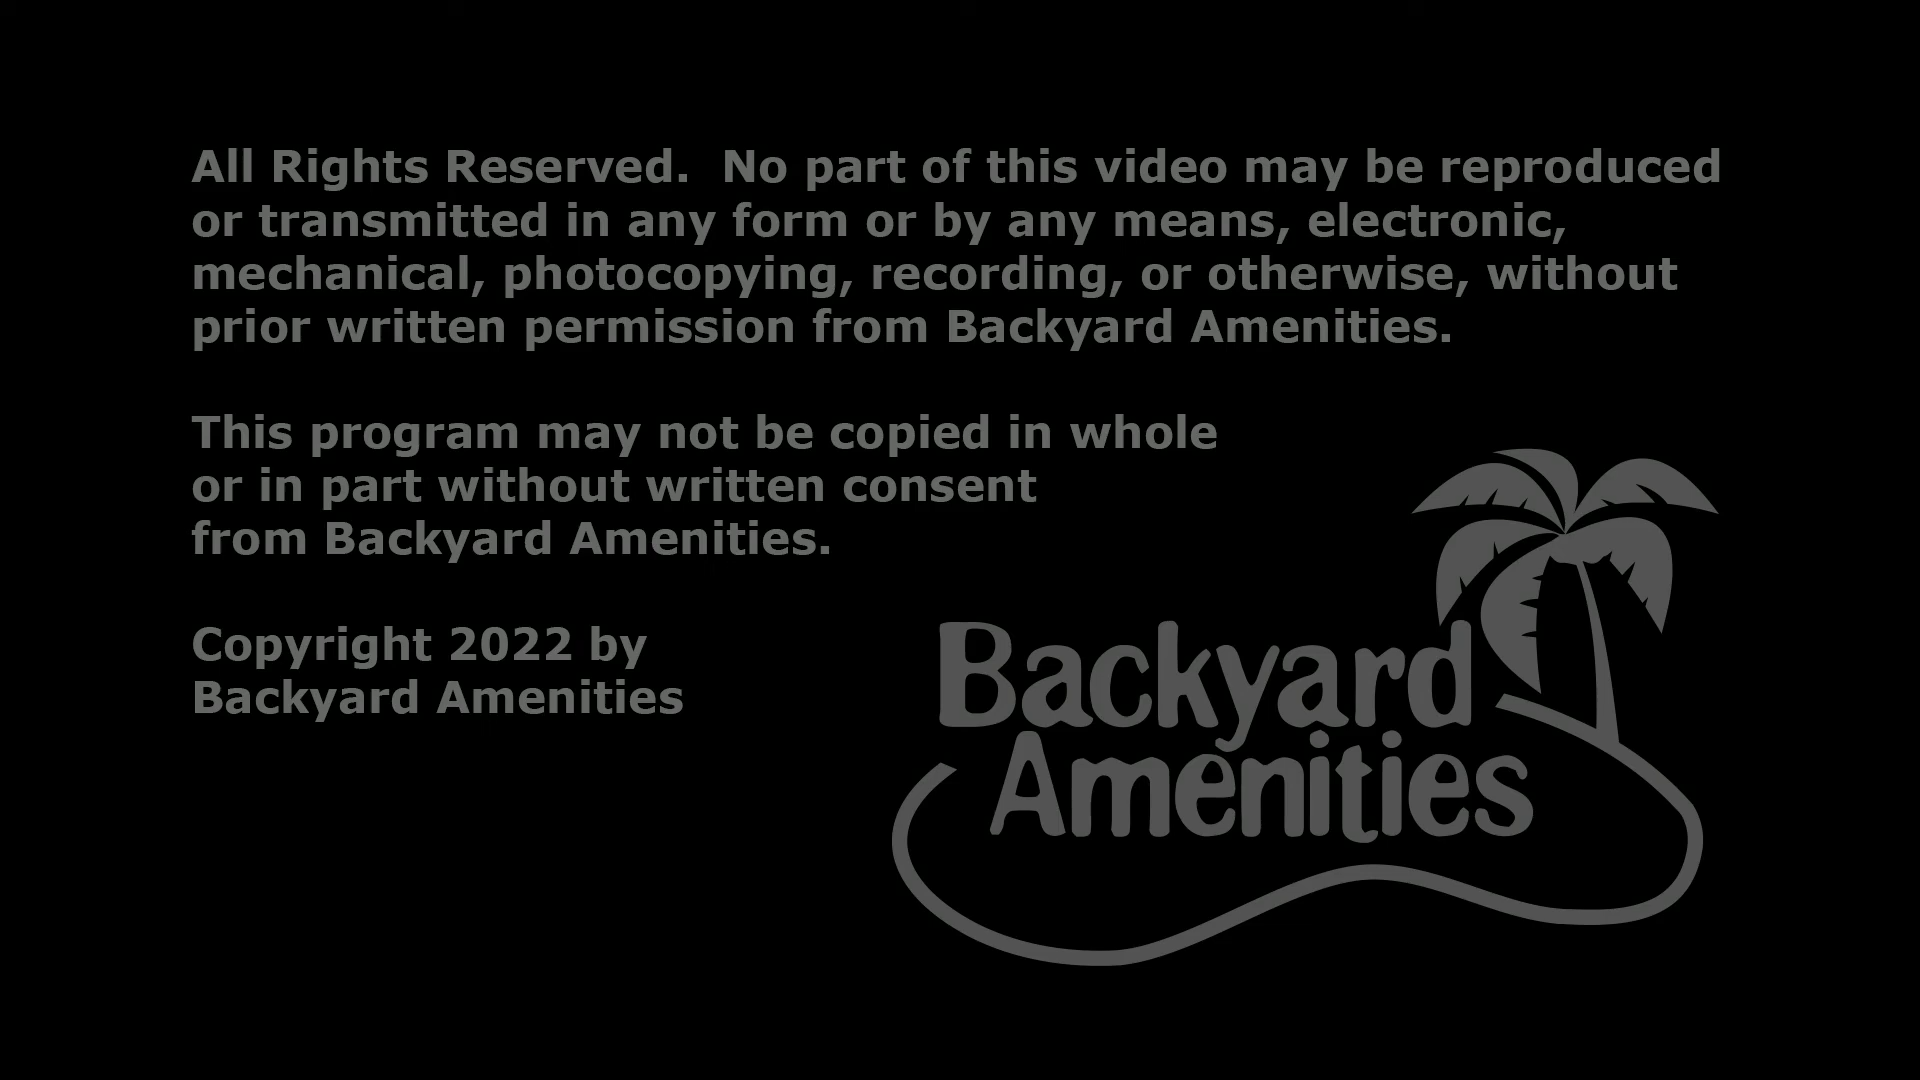 All Rights Reserved.  No part of this video may be reproduced
or transmitted in any form or by any means, electronic,
mechanical, photocopying, recording, or otherwise, without
prior written permission from Backyard Amenities.
This program may not be copied in whole
or in part without written consent
from Backyard Amenities.
Copyright 2022 by
Backyard Amenities
Backyard
Amenities